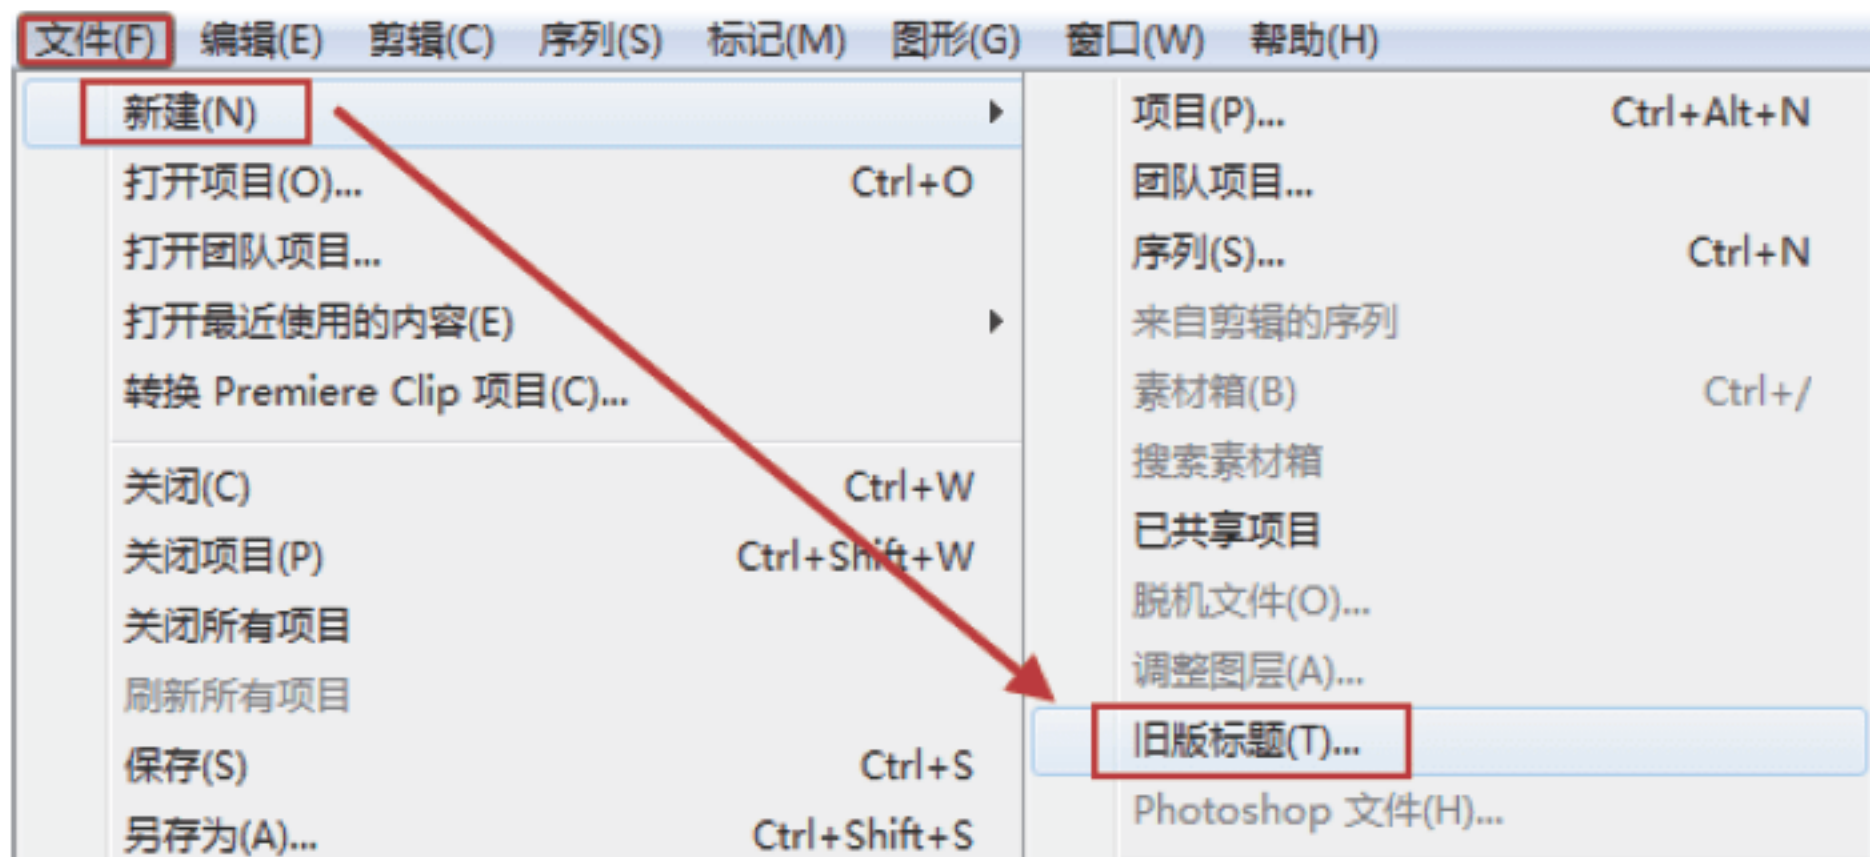 文件(F) 编辑(E) 剪辑(C) 序列(S) 标记(M) 图形(G) 窗口(W) 帮助(H)
新建(N)
打开项目(O)... Ctrl+O
打开团队项目...
打开最近使用的内容(E)
转换 Premiere Clip 项目(C)...
关闭(C) Ctrl+W
关闭项目(P) Ctrl+Shift+W
关闭所有项目
刷新所有项目
保存(S) Ctrl+S
另存为(A)... Ctrl+Shift+S
项目(P)... Ctrl+Alt+N
团队项目...
序列(S)... Ctrl+N
来自剪辑的序列
素材箱(B) Ctrl+/
搜索素材箱
已共享项目
脱机文件(O)...
调整图层(A)...
旧版标题(T)...
Photoshop 文件(H)...